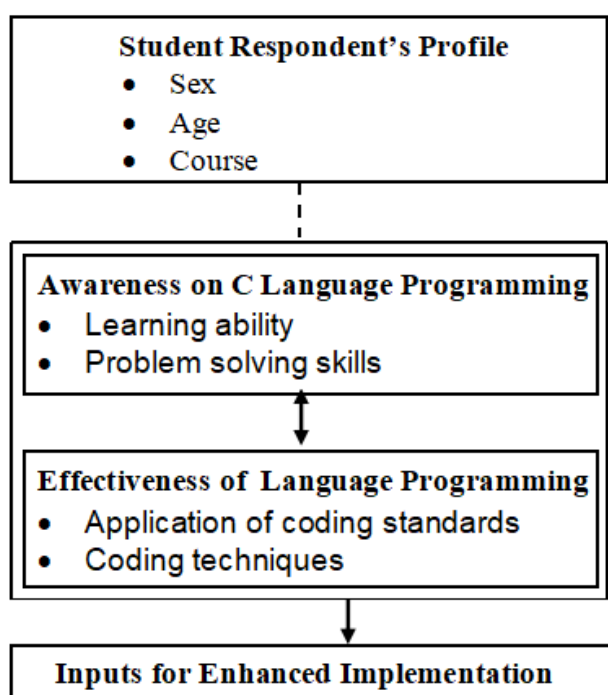 Student Respondent’s Profile
• Sex
• Age
• Course
Awareness on C Language Programming
• Learning ability
• Problem solving skills
Effectiveness of Language Programming
• Application of coding standards
• Coding techniques
Inputs for Enhanced Implementation